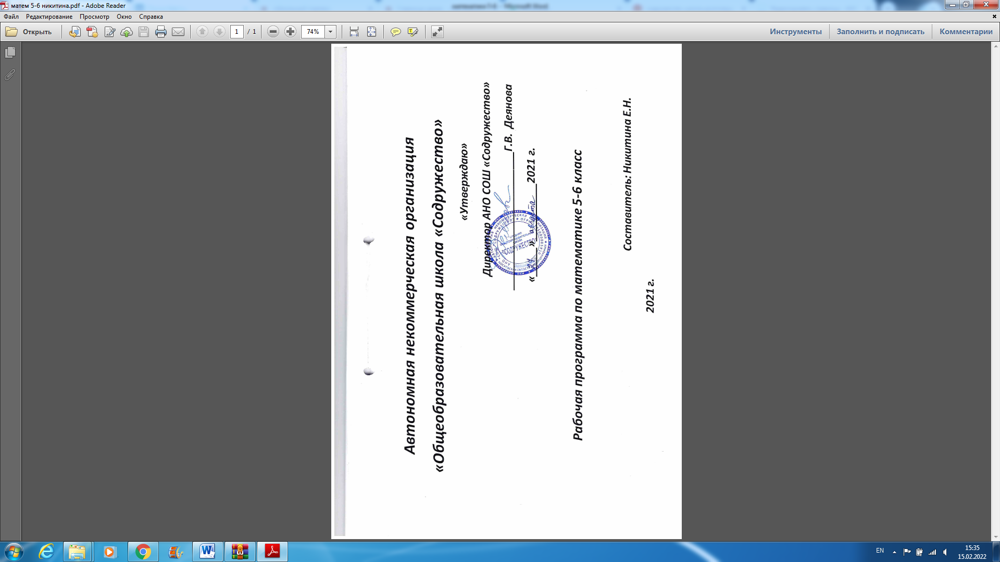 матем 5-6 никитина.pdf - Adobe Reader
Файл Редактирование Просмотр Окно Справка
Открыть 1 / 1 74% Инструменты Заполнить и подписать Комментарии
Автономная некоммерческая организация
«Общеобразовательная школа «Содружество»
«Утверждаю»
Директор АНО СОШ «Содружество»
Г.В. Деянова
« » августа 2021 г.
"СОДРУЖЕСТВО"
Рабочая программа по математике 5-6 класс
Составитель: Никитина Е.Н.
2021 г.
EN 15:35
15.02.2022